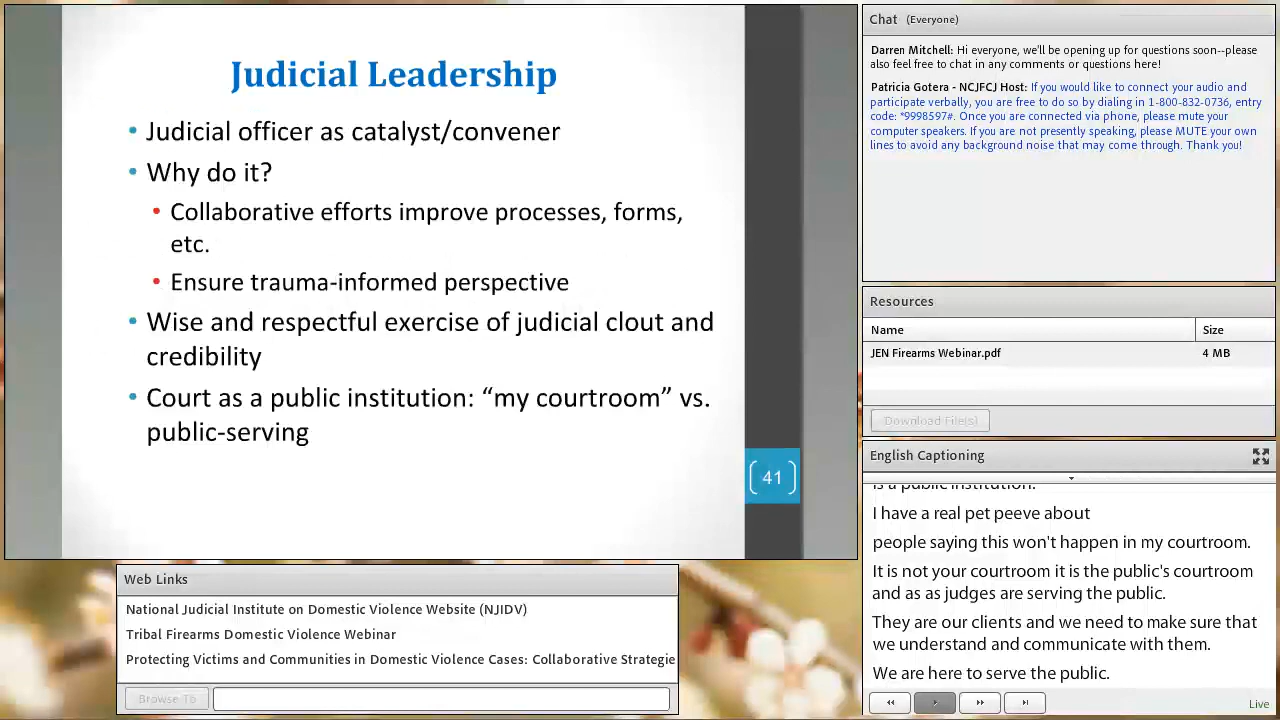 Judicial Leadership
• Judicial officer as catalyst/convener
• Why do it?
• Collaborative efforts improve processes, forms,
etc.
• Ensure trauma-informed perspective
• Wise and respectful exercise of judicial clout and
credibility
• Court as a public institution: “my courtroom” vs.
public-serving
41
Web Links
National Judicial Institute on Domestic Violence Website (NJIDV)
Tribal Firearms Domestic Violence Webinar
Protecting Victims and Communities in Domestic Violence Cases: Collaborative Strategie
Browse To
Chat (Everyone)
Darren Mitchell: Hi everyone, we'll be opening up for questions soon--please
also feel free to chat in any comments or questions here!
Patricia Gotera - NCJFCJ Host: If you would like to connect your audio and
participate verbally, you are free to do so by dialing in 1-800-832-0736, entry
code: *9998597#. Once you are connected via phone, please mute your
computer speakers. If you are not presently speaking, please MUTE your own
lines to avoid any background noise that may come through. Thank you!
Resources
Name Size
JEN Firearms Webinar.pdf 4 MB
Download File(s)
English Captioning
is a public institution.
I have a real pet peeve about
people saying this won't happen in my courtroom.
It is not your courtroom it is the public's courtroom
and as as judges are serving the public.
They are our clients and we need to make sure that
we understand and communicate with them.
We are here to serve the public.
Live